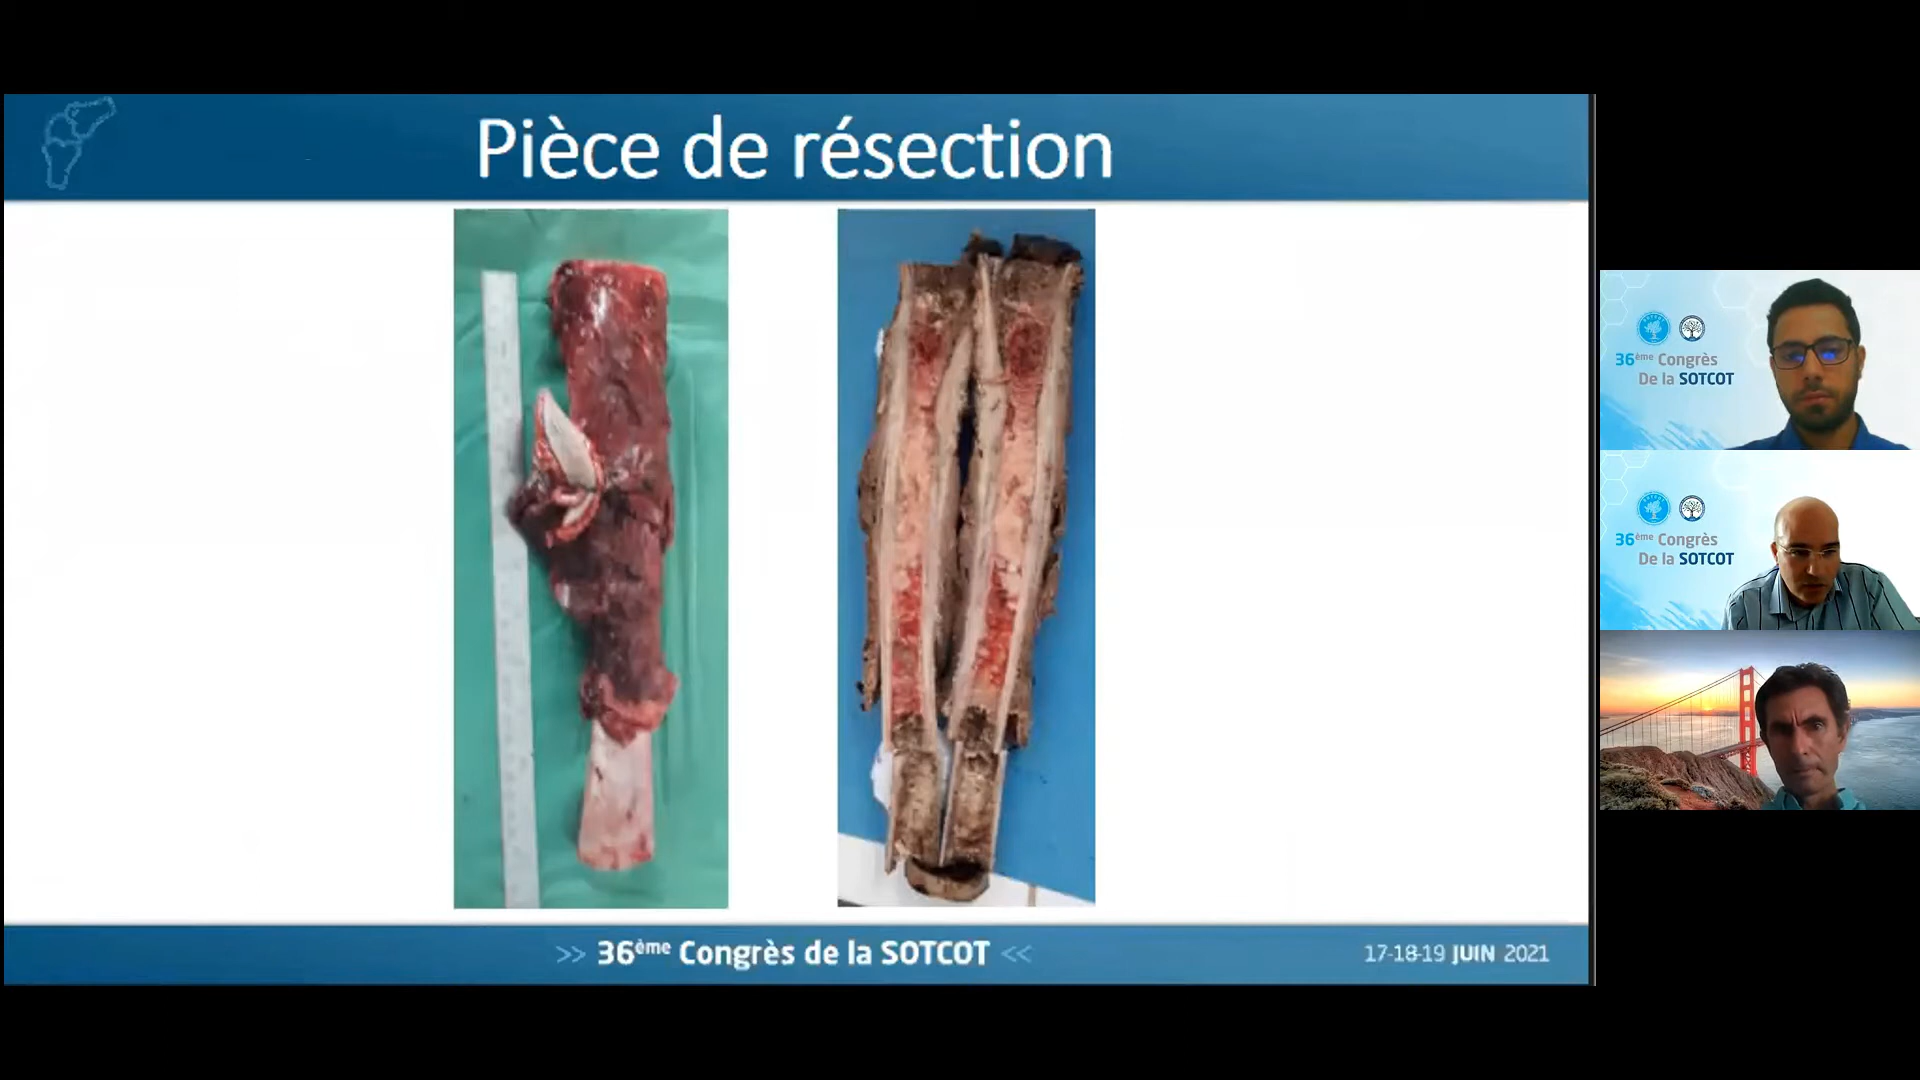 Pièce de résection
>> 36ème Congrès de la SOTCOT <<
17-18-19 JUIN 2021
36ème Congrès
De la SOTCOT
36ème Congrès
De la SOTCOT